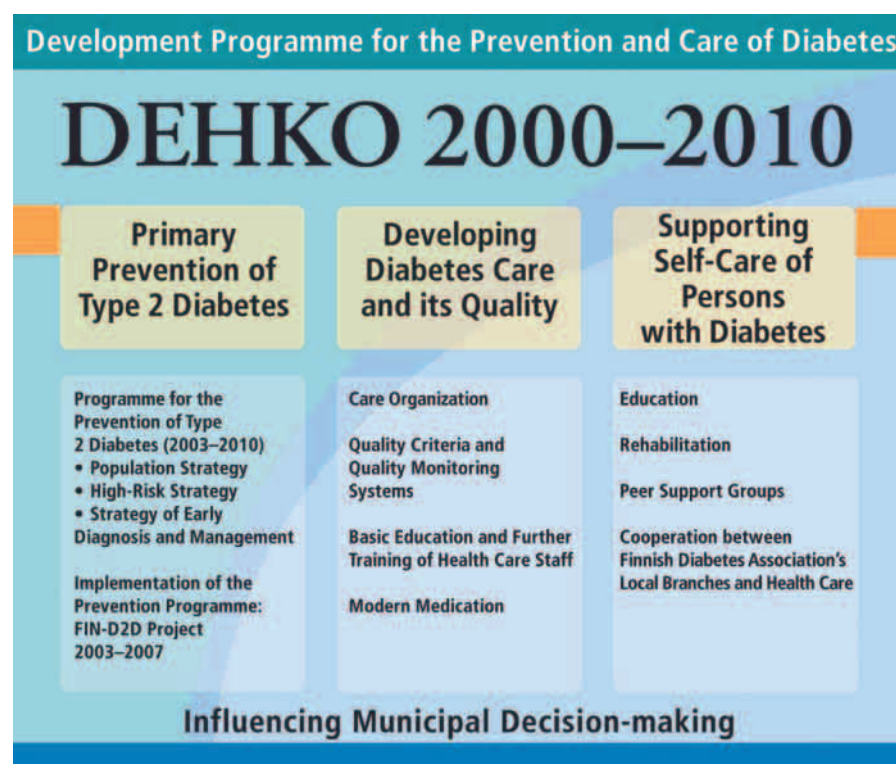 Development Programme for the Prevention and Care of Diabetes
DEHKO 2000–2010
Primary
Prevention of
Type 2 Diabetes
Programme for the
Prevention of Type
2 Diabetes (2003–2010)
• Population Strategy
• High-Risk Strategy
• Strategy of Early
Diagnosis and Management
Implementation of the
Prevention Programme:
FIN-D2D Project
2003–2007
Developing
Diabetes Care
and its Quality
Care Organization
Quality Criteria and
Quality Monitoring
Systems
Basic Education and Further
Training of Health Care Staff
Modern Medication
Supporting
Self-Care of
Persons
with Diabetes
Education
Rehabilitation
Peer Support Groups
Cooperation between
Finnish Diabetes Association's
Local Branches and Health Care
Influencing Municipal Decision-making